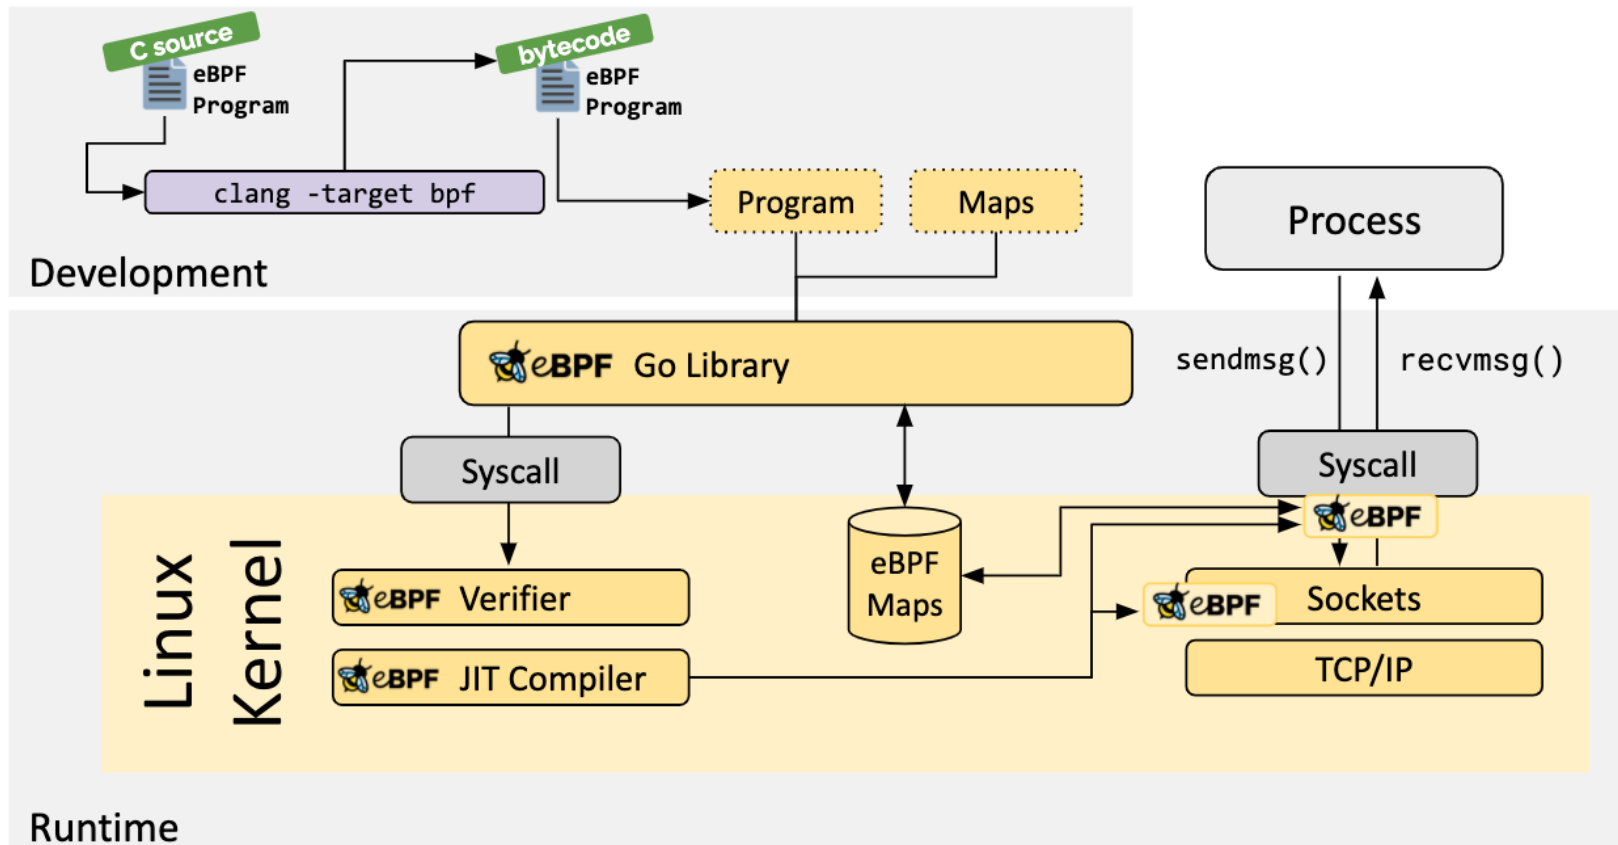 C source
eBPF
Program
bytecode
eBPF
Program
clang -target bpf
Program
Maps
Development
Process
eBPF Go Library
sendmsg()
recvmsg()
Syscall
Syscall
eBPF
Linux
Kernel
eBPF
Maps
eBPF Verifier
eBPF
Sockets
eBPF JIT Compiler
TCP/IP
Runtime